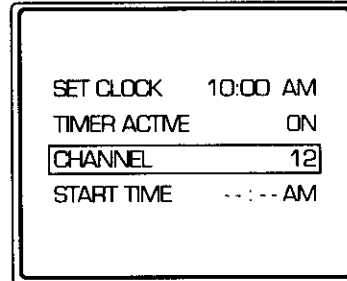 SET CLOCK 10:00 AM
TIMER ACTIVE ON
CHANNEL 12
START TIME --:-- AM